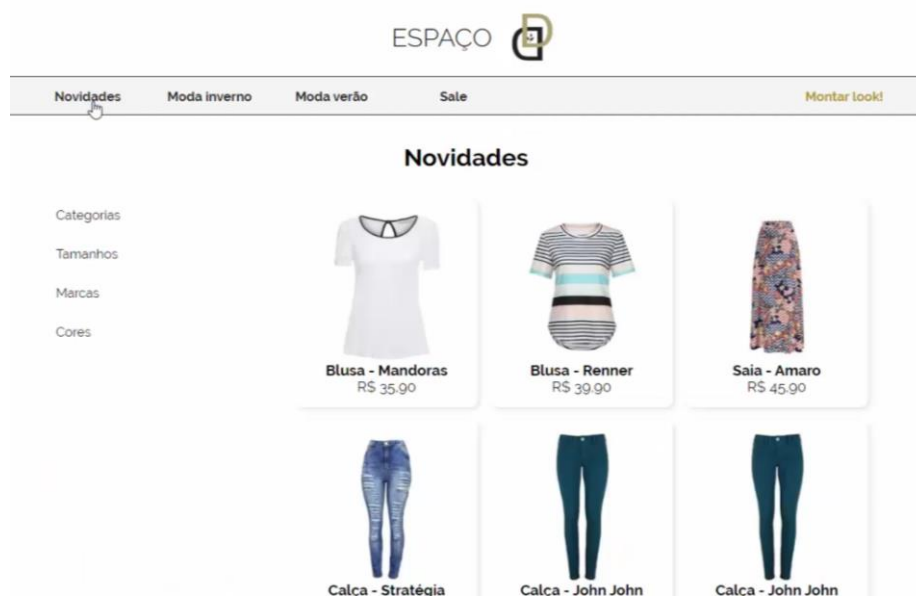 ESPAÇO
Novidades Moda inverno Moda verão Sale Montar look!
Novidades
Categorias
Tamanhos
Marcas
Cores
Blusa - Mandoras
R$ 35,90
Blusa - Renner
R$ 39,90
Saia - Amaro
R$ 45,90
Calça - Stratégia
Calça - John John
Calça - John John